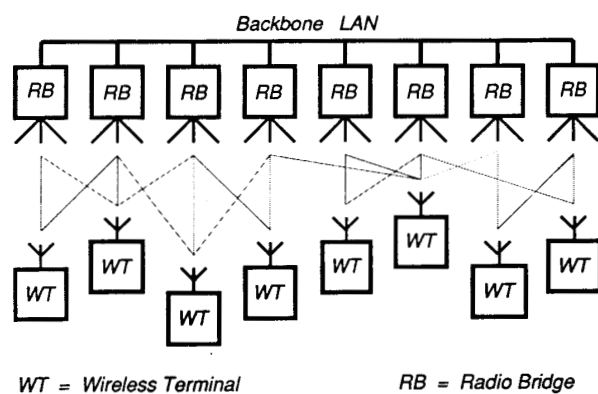 Backbone LAN
RB RB RB RB RB RB RB RB
WT WT WT WT WT WT WT WT
WT = Wireless Terminal RB = Radio Bridge